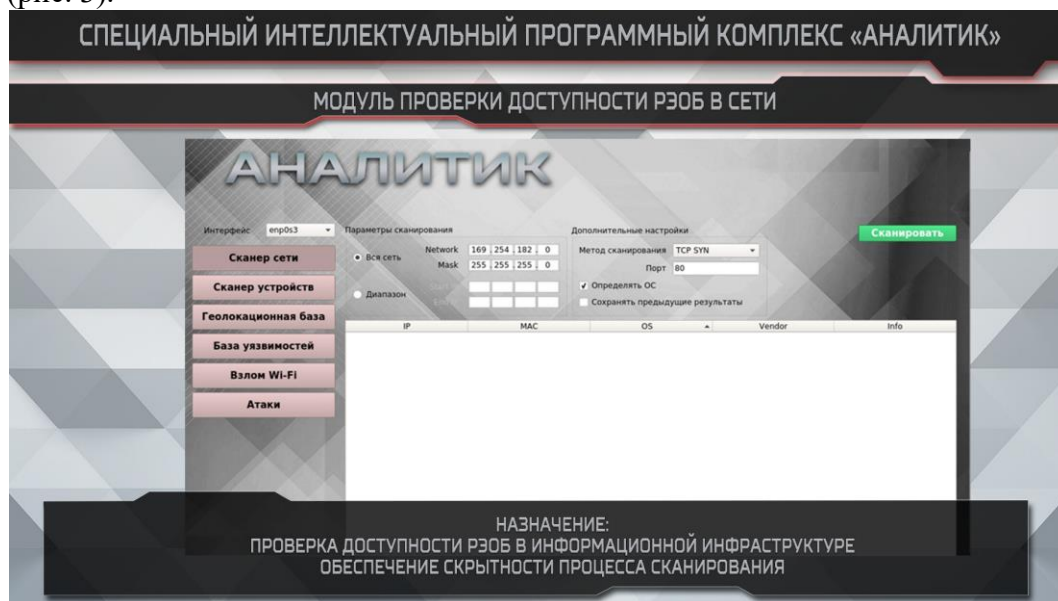 (рис. 3).
СПЕЦИАЛЬНЫЙ ИНТЕЛЛЕКТУАЛЬНЫЙ ПРОГРАММНЫЙ КОМПЛЕКС «АНАЛИТИК»
МОДУЛЬ ПРОВЕРКИ ДОСТУПНОСТИ РЭОБ В СЕТИ
АНАЛИТИК
Интерфейс enp0s3
Параметры сканирования
Дополнительные настройки
Сканировать
Вся сеть
Network 169 . 254 . 182 . 0
Mask 255 . 255 . 255 . 0
Диапазон
Метод сканирования TCP SYN
Порт 80
Определять ОС
Сохранять предыдущие результаты
Сканер сети
Сканер устройств
Геолокационная база
База уязвимостей
Взлом Wi-Fi
Атаки
IP MAC OS Vendor Info
НАЗНАЧЕНИЕ:
ПРОВЕРКА ДОСТУПНОСТИ РЭОБ В ИНФОРМАЦИОННОЙ ИНФРАСТРУКТУРЕ
ОБЕСПЕЧЕНИЕ СКРЫТНОСТИ ПРОЦЕССА СКАНИРОВАНИЯ